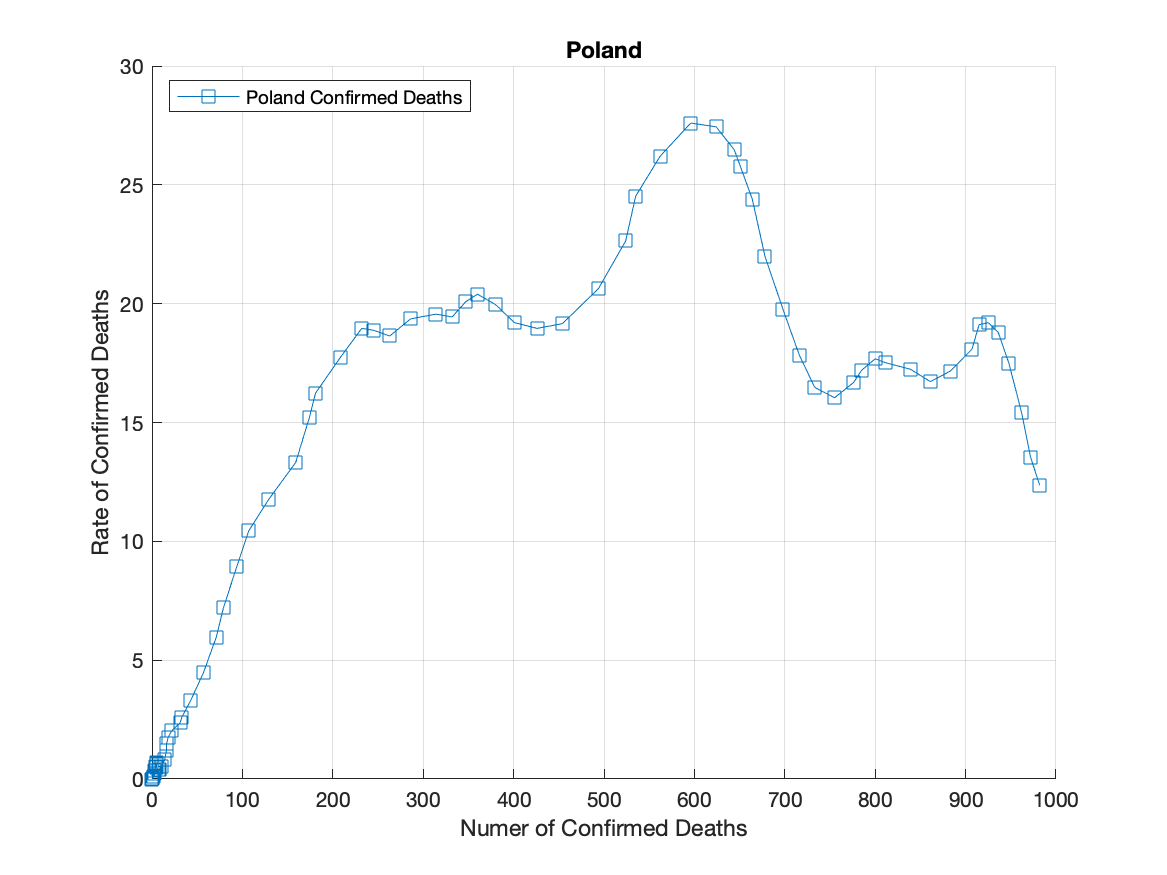 Poland
Poland Confirmed Deaths
30
25
20
15
10
5
0
Rate of Confirmed Deaths
0 100 200 300 400 500 600 700 800 900 1000
Numer of Confirmed Deaths